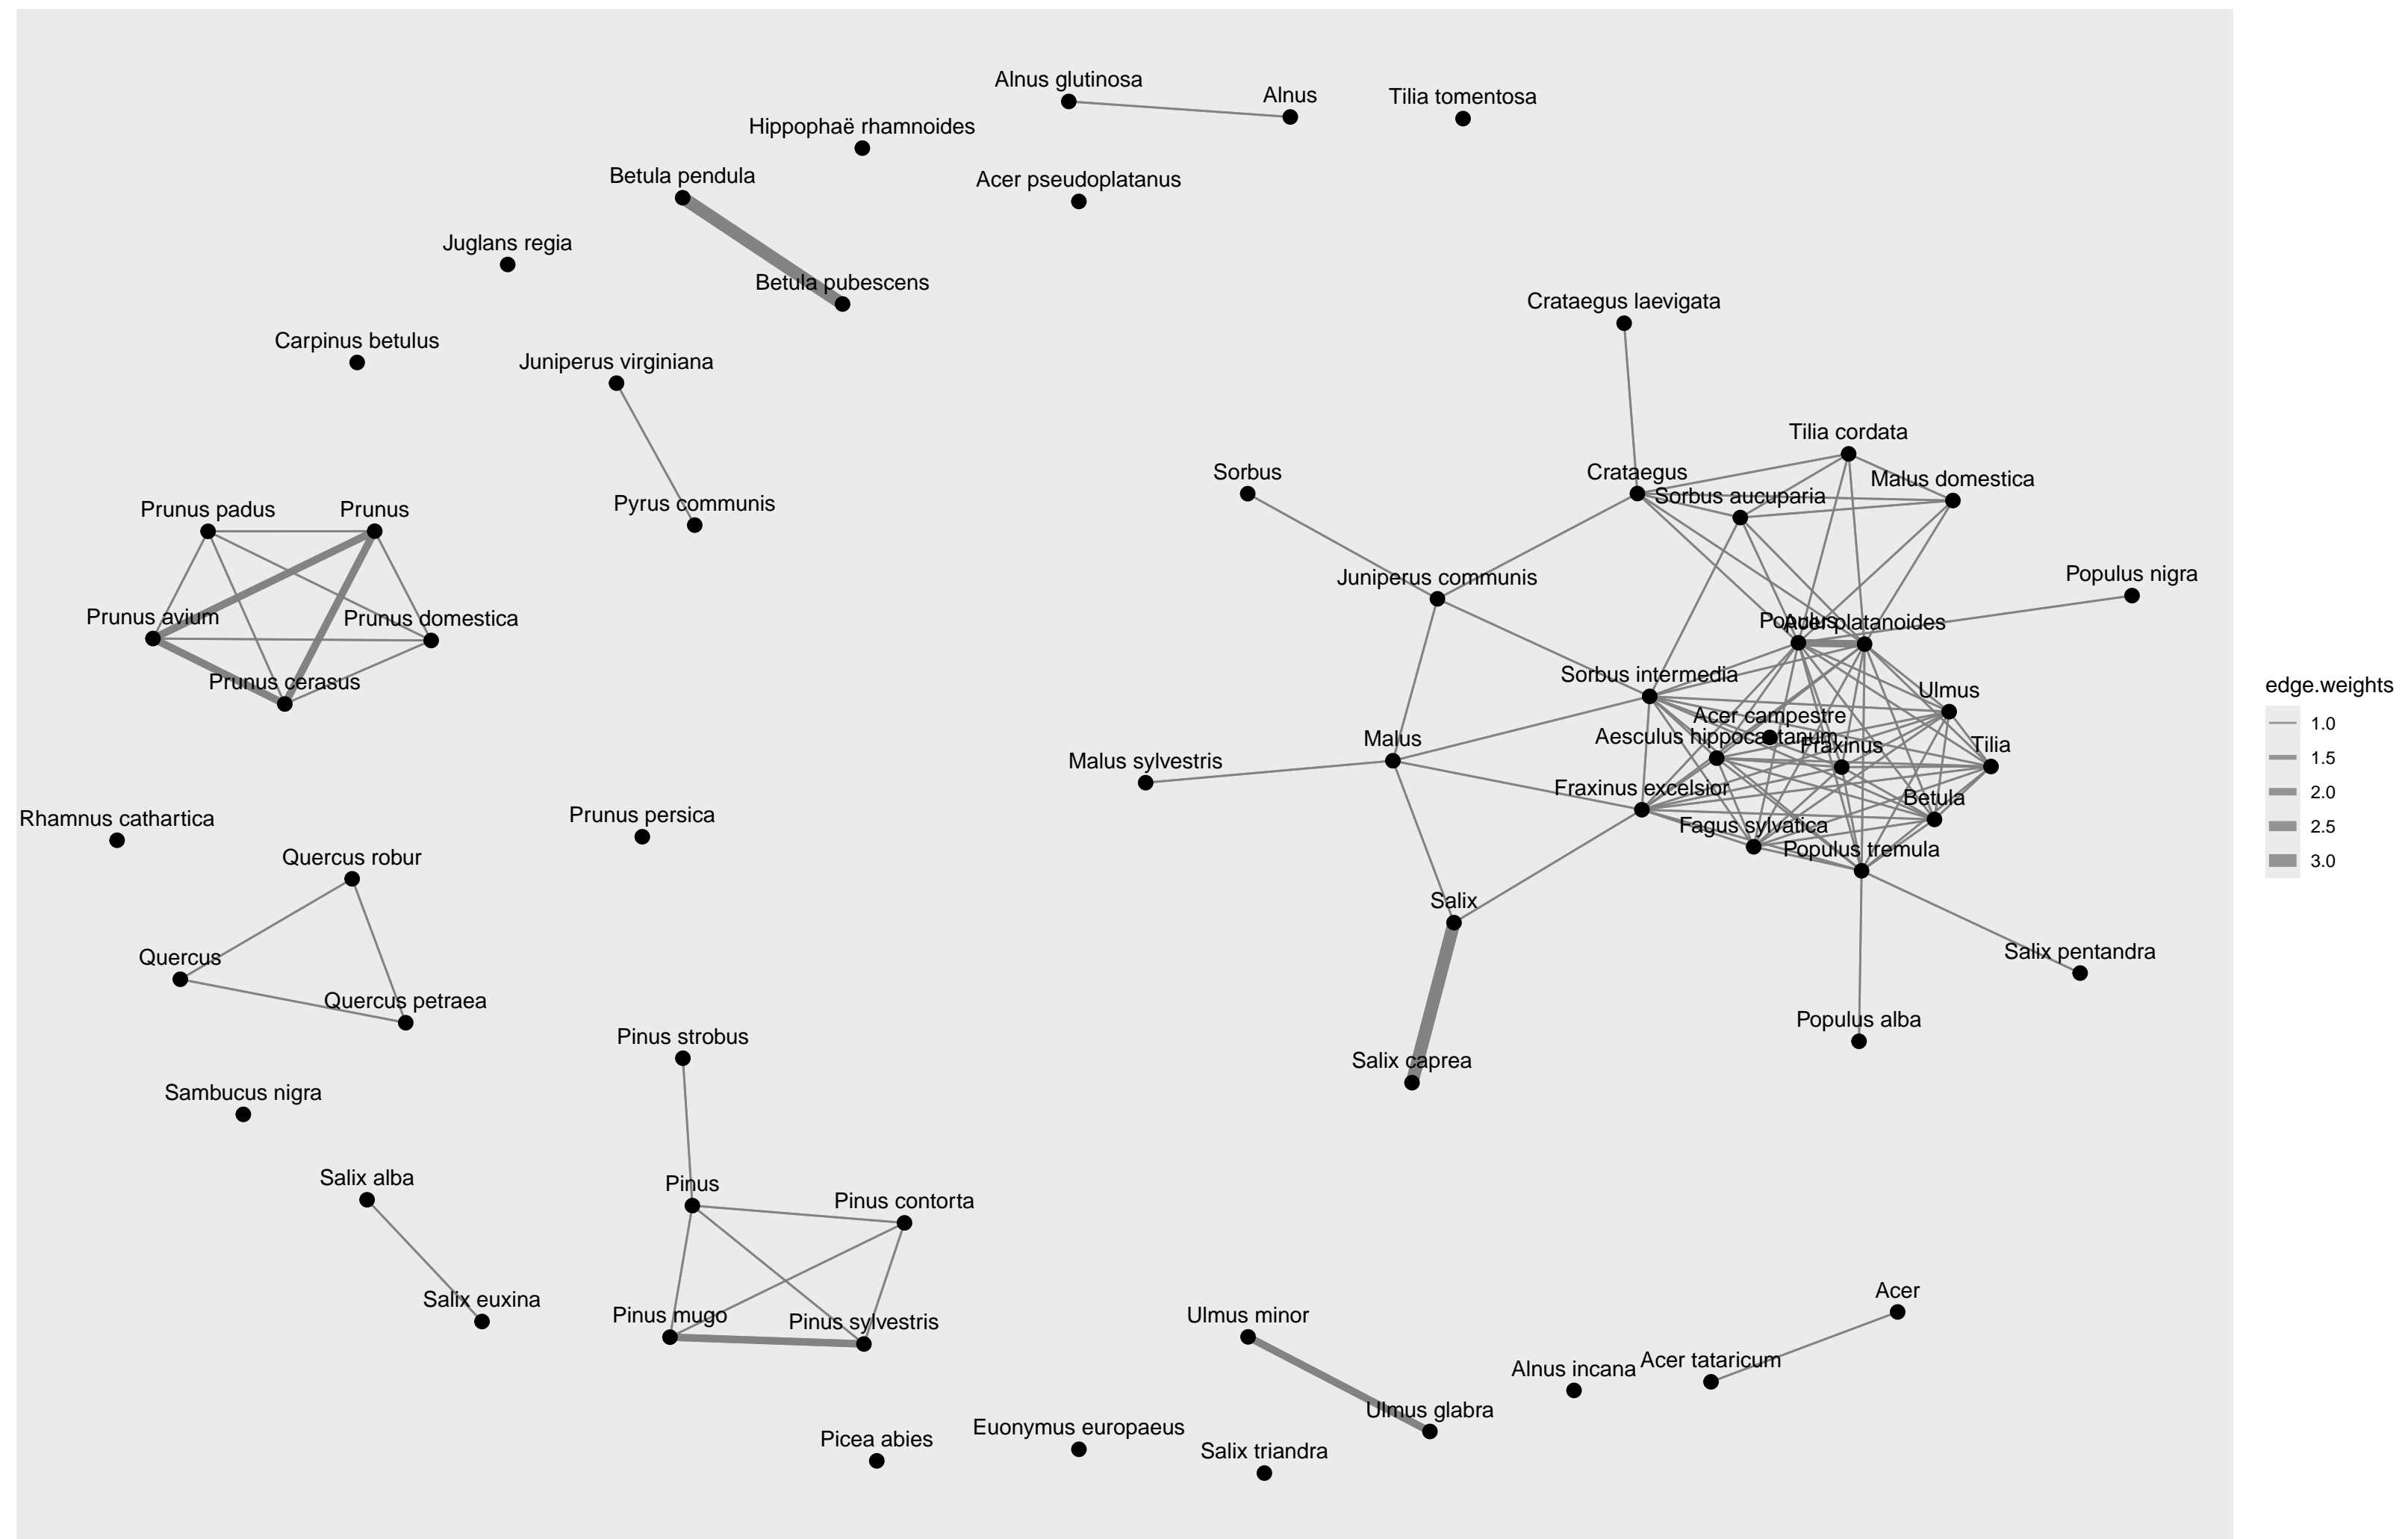 Alnus glutinosa
Alnus
Tilia tomentosa
Hippophaë rhamnoides
Betula pendula
Acer pseudoplatanus
Juglans regia
Betula pubescens
Crataegus laevigata
Carpinus betulus
Juniperus virginiana
Tilia cordata
Sorbus
Crataegus
Malus domestica
Sorbus aucuparia
Prunus padus
Prunus
Pyrus communis
Juniperus communis
Populus nigra
Prunus avium
Prunus domestica
Populus
Acer platanoides
Prunus cerasus
Sorbus intermedia
Ulmus
Acer campestre
Malus
Aesculus hippocastanum
Fraxinus
Tilia
Malus sylvestris
Fraxinus excelsior
Betula
Rhamnus cathartica
Prunus persica
Fagus sylvatica
Quercus robur
Populus tremula
Salix
Quercus
Salix pentandra
Quercus petraea
Populus alba
Pinus strobus
Salix caprea
Sambucus nigra
Salix alba
Pinus
Pinus contorta
Salix euxina
Acer
Pinus mugo
Pinus sylvestris
Ulmus minor
Alnus incana
Acer tataricum
Ulmus glabra
Picea abies
Euonymus europaeus
Salix triandra
edge.weights
1.0
1.5
2.0
2.5
3.0